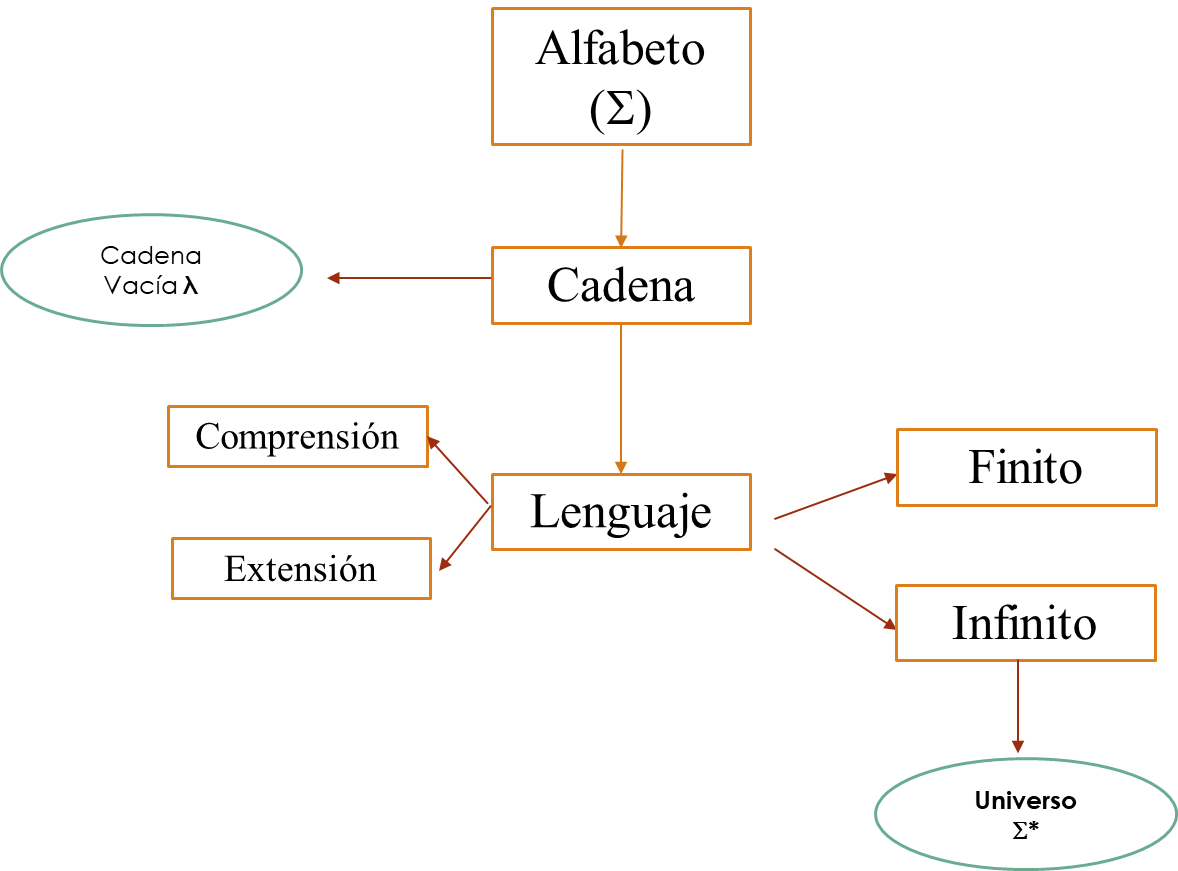 Alfabeto
(Σ)
Cadena
Vacía λ
Cadena
Comprensión
Extensión
Lenguaje
Finito
Infinito
Universo
Σ*